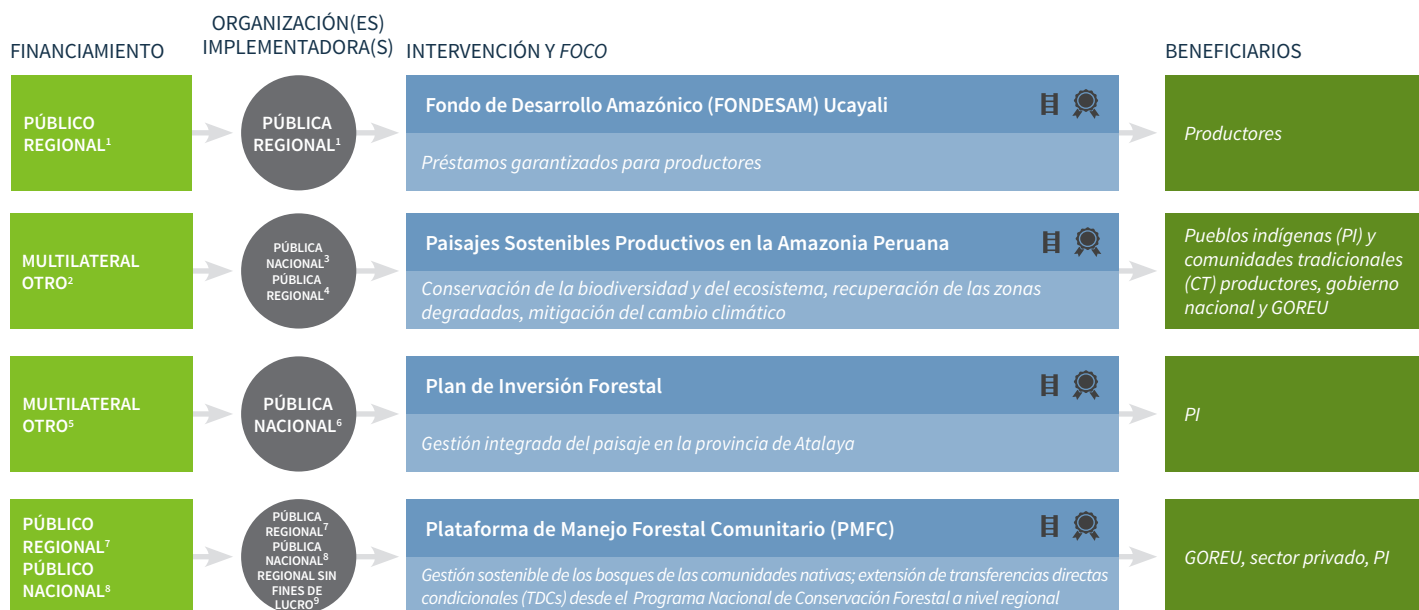 FINANCIAMIENTO
ORGANIZACIÓN(ES)
IMPLEMENTADORA(S)
INTERVENCIÓN Y FOCO
BENEFICIARIOS
PÚBLICO
REGIONAL¹
PÚBLICA
REGIONAL¹
Fondo de Desarrollo Amazónico (FONDESAM) Ucayali
Préstamos garantizados para productores
Productores
MULTILATERAL
OTRO²
PÚBLICA
NACIONAL³
PÚBLICA
REGIONAL⁴
Paisajes Sostenibles Productivos en la Amazonia Peruana
Conservación de la biodiversidad y del ecosistema, recuperación de las zonas
degradadas, mitigación del cambio climático
Pueblos indígenas (PI) y
comunidades tradicionales
(CT) productores, gobierno
nacional y GOREU
MULTILATERAL
OTRO⁵
PÚBLICA
NACIONAL⁶
Plan de Inversión Forestal
Gestión integrada del paisaje en la provincia de Atalaya
PI
PÚBLICO
REGIONAL⁷
PÚBLICO
NACIONAL⁸
PÚBLICA
REGIONAL⁷
PÚBLICA
NACIONAL⁸
REGIONAL SIN
FINES DE
LUCRO⁹
Plataforma de Manejo Forestal Comunitario (PMFC)
Gestión sostenible de los bosques de las comunidades nativas; extensión de transferencias directas
condicionales (TDCs) desde el Programa Nacional de Conservación Forestal a nivel regional
GOREU, sector privado, PI